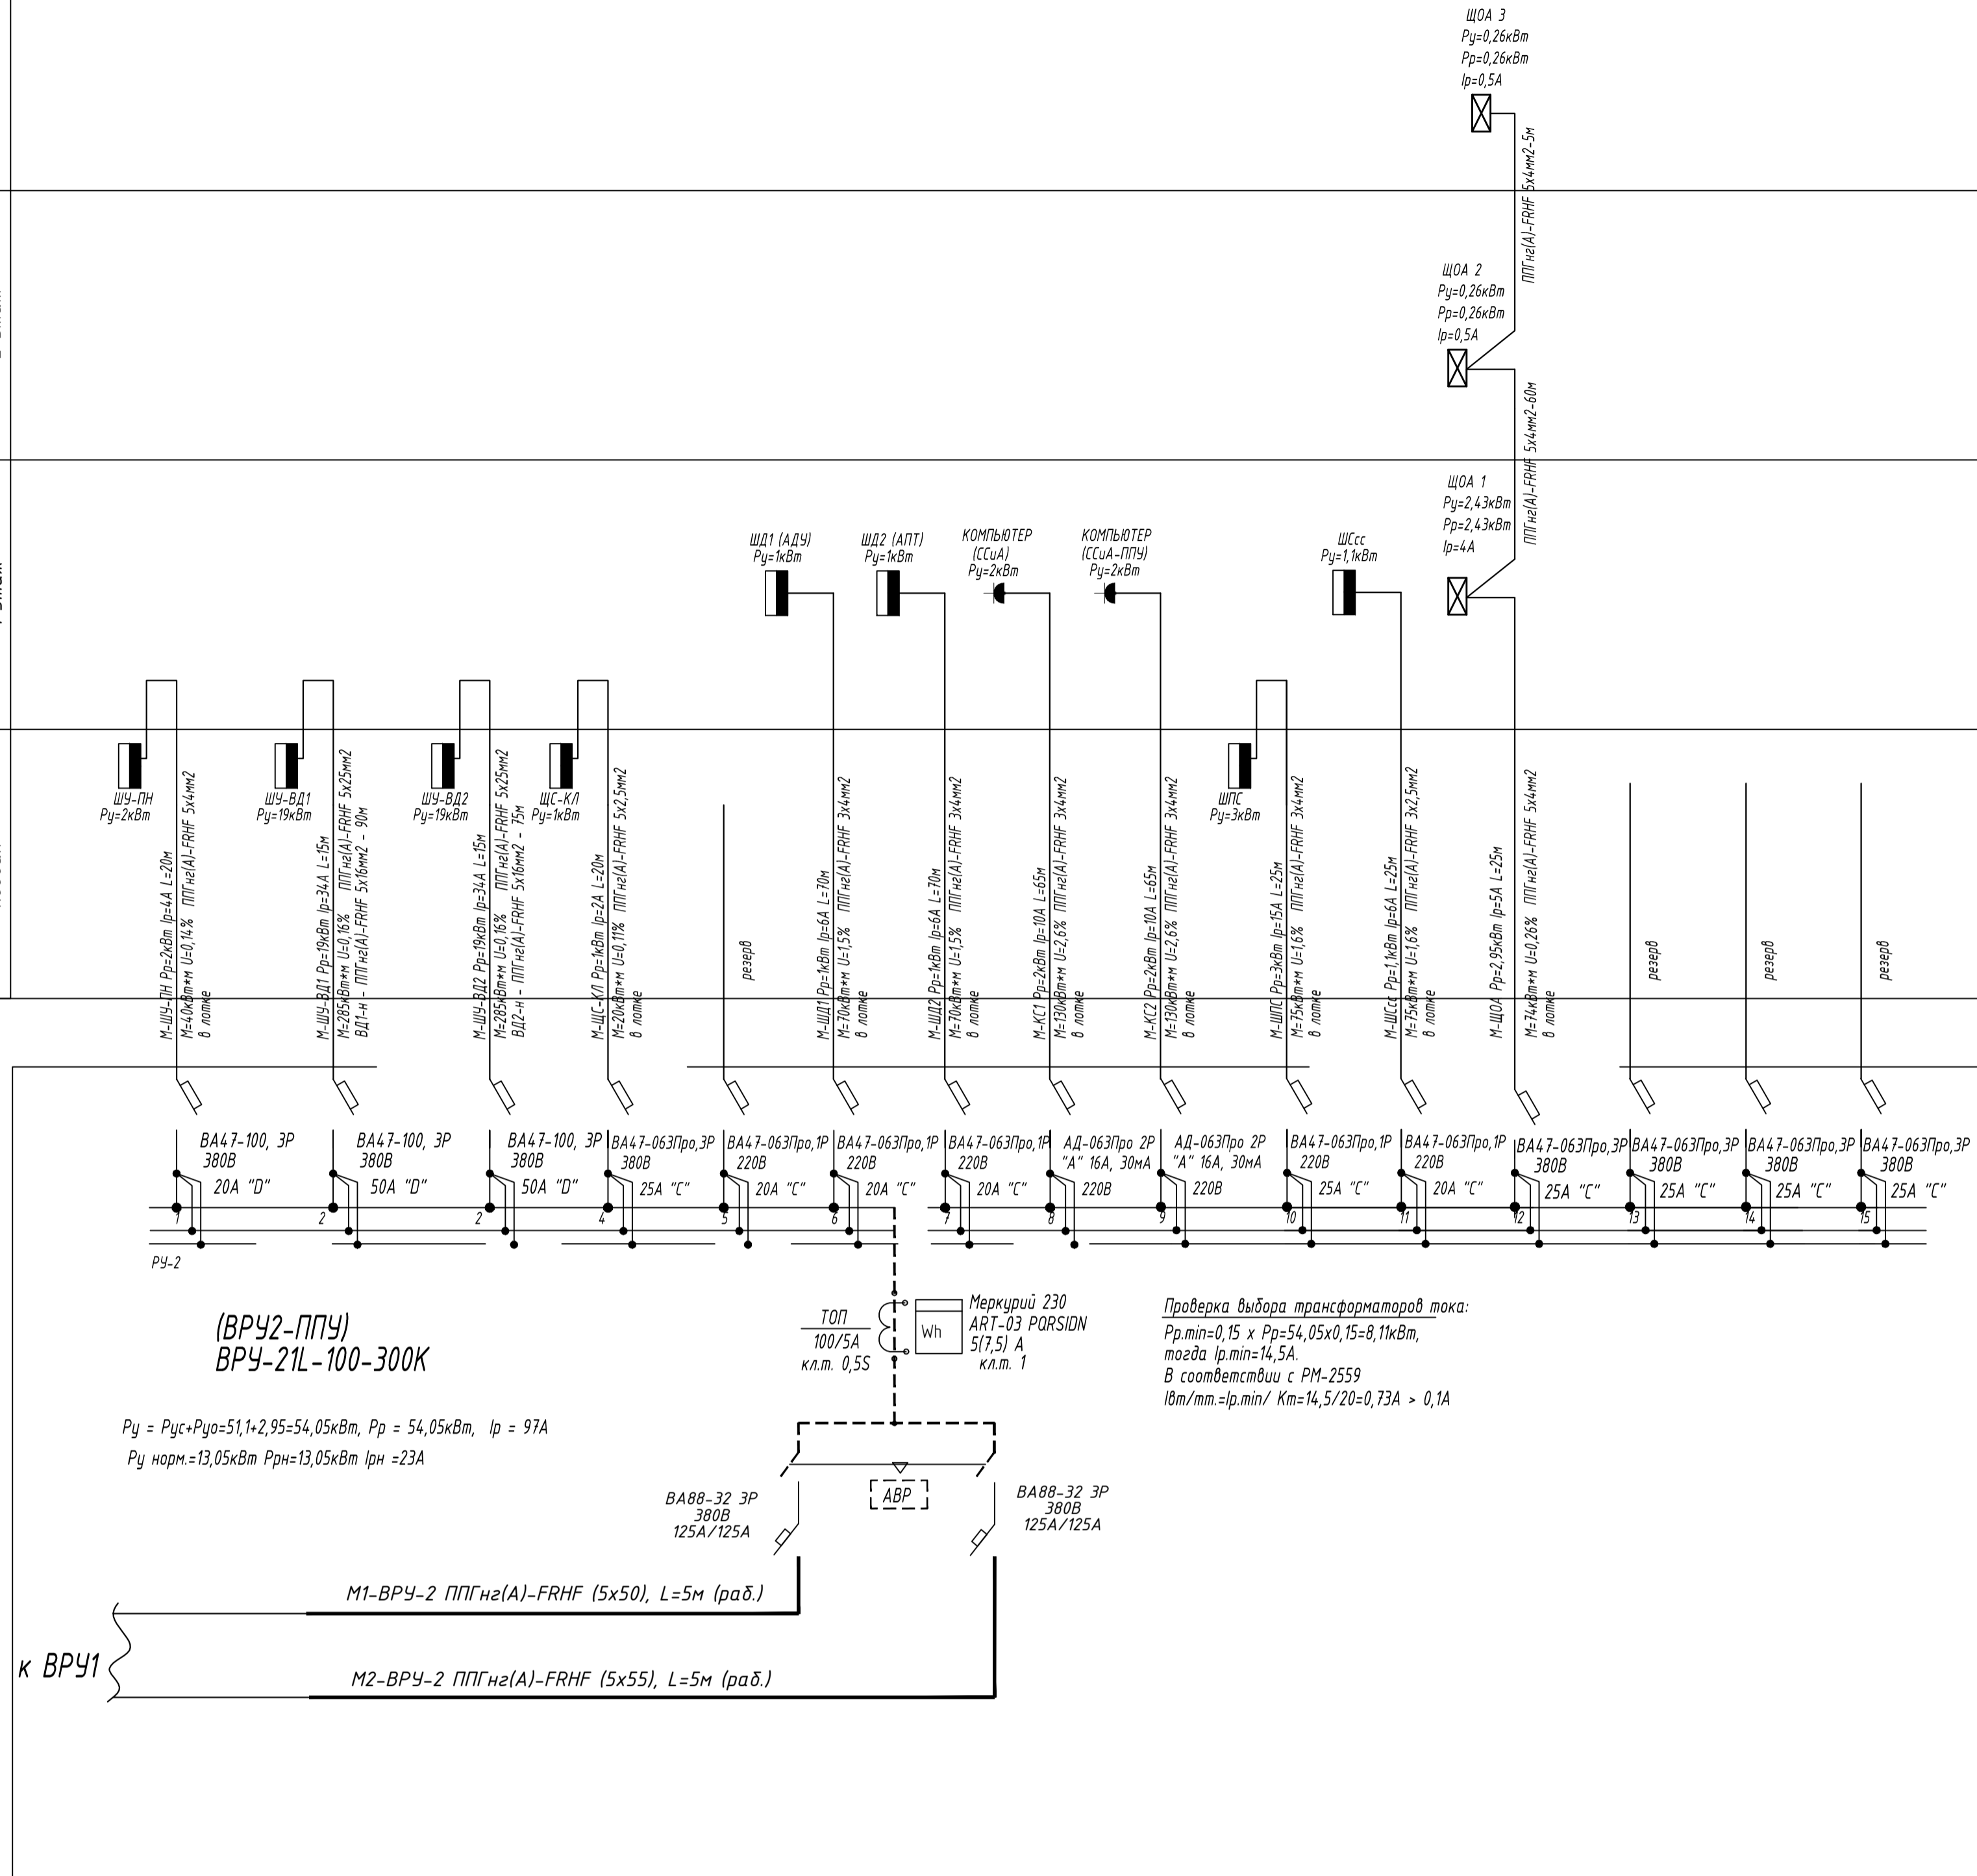 ЩОА 3
Ру=0,26кВт
Рр=0,26кВт
Iр=0,5А
ППГнг(А)-FRHF 5х4мм2-5м
ЩОА 2
Ру=0,26кВт
Рр=0,26кВт
Iр=0,5А
ППГнг(А)-FRHF 5х4мм2-60м
ЩОА 1
Ру=2,43кВт
Рр=2,43кВт
Iр=4А
ШД1 (АДУ)
Ру=1кВт
ШД2 (АПТ)
Ру=1кВт
КОМПЬЮТЕР
(ССиА)
Ру=2кВт
КОМПЬЮТЕР
(ССиА-ППУ)
Ру=2кВт
ШСсс
Ру=1,1кВт
ШУ-ПН
Ру=2кВт
ШУ-ВД1
Ру=19кВт
ШУ-ВД2
Ру=19кВт
ЩС-КЛ
Ру=1кВт
ШПС
Ру=3кВт
М-ШУ-ПН Рр=2кВт Iр=4А L=20м
М=40кВт*м U=0,14% ППГнг(А)-FRHF 5х4мм2
в лотке
М-ШУ-ВД1 Рр=19кВт Iр=34А L=15м
М=285кВт*м U=0,16% ППГнг(А)-FRHF 5х25мм2
ВД1-н - ППГнг(А)-FRHF 5х16мм2 - 90м
М-ШУ-ВД2 Рр=19кВт Iр=34А L=15м
М=285кВт*м U=0,16% ППГнг(А)-FRHF 5х25мм2
ВД2-н - ППГнг(А)-FRHF 5х16мм2 - 75м
М-ЩС-КЛ Рр=1кВт Iр=2А L=20м
М=20кВт*м U=0,11% ППГнг(А)-FRHF 5х2,5мм2
в лотке
резерв
М-ШД1 Рр=1кВт Iр=6А L=70м
М=70кВт*м U=1,5% ППГнг(А)-FRHF 3х4мм2
в лотке
М-ШД2 Рр=1кВт Iр=6А L=70м
М=70кВт*м U=1,5% ППГнг(А)-FRHF 3х4мм2
в лотке
М-КС1 Рр=2кВт Iр=10А L=65м
М=130кВт*м U=2,6% ППГнг(А)-FRHF 3х4мм2
в лотке
М-КС2 Рр=2кВт Iр=10А L=65м
М=130кВт*м U=2,6% ППГнг(А)-FRHF 3х4мм2
в лотке
М-ШПС Рр=3кВт Iр=15А L=25м
М=75кВт*м U=1,6% ППГнг(А)-FRHF 3х4мм2
в лотке
М-ШСсс Рр=1,1кВт Iр=6А L=25м
М=75кВт*м U=1,6% ППГнг(А)-FRHF 3х2,5мм2
в лотке
М-ЩОА Рр=2,95кВт Iр=5А L=25м
М=74кВт*м U=0,26% ППГнг(А)-FRHF 5х4мм2
в лотке
резерв
резерв
резерв
ВА47-100, 3Р
380В
20А "D"
ВА47-100, 3Р
380В
50А "D"
ВА47-100, 3Р
380В
50А "D"
ВА47-063Про,3Р
380В
25А "С"
ВА47-063Про,1Р
220В
20А "С"
ВА47-063Про,1Р
220В
20А "С"
ВА47-063Про,1Р
220В
20А "С"
АД-063Про 2Р
"А" 16А, 30мА
220В
АД-063Про 2Р
"А" 16А, 30мА
220В
ВА47-063Про,1Р
220В
25А "С"
ВА47-063Про,1Р
220В
20А "С"
ВА47-063Про,3Р
380В
25А "С"
ВА47-063Про,3Р
380В
25А "С"
ВА47-063Про,3Р
380В
25А "С"
ВА47-063Про,3Р
380В
25А "С"
1 2 2 4 5 6 7 8 9 10 11 12 13 14 15
РУ-2
(ВРУ2-ППУ)
ВРУ-21L-100-300К
Ру = Рус+Руо=51,1+2,95=54,05кВт, Рр = 54,05кВт, Iр = 97А
Ру норм.=13,05кВт Ррн=13,05кВт Iрн =23А
ТОП
100/5А
кл.т. 0,5S
Wh
Меркурий 230
ART-03 PQRSIDN
5(7,5) А
кл.т. 1
Проверка выбора трансформаторов тока:
Рр.min=0,15 х Рр=54,05х0,15=8,11кВт,
тогда Iр.min=14,5А.
В соответствии с РМ-2559
Iвт/тт.=Iр.min/ Кт=14,5/20=0,73А > 0,1А
АВР
ВА88-32 3Р
380В
125А/125А
ВА88-32 3Р
380В
125А/125А
М1-ВРУ-2 ППГнг(А)-FRHF (5х50), L=5м (раб.)
к ВРУ1
М2-ВРУ-2 ППГнг(А)-FRHF (5х55), L=5м (раб.)